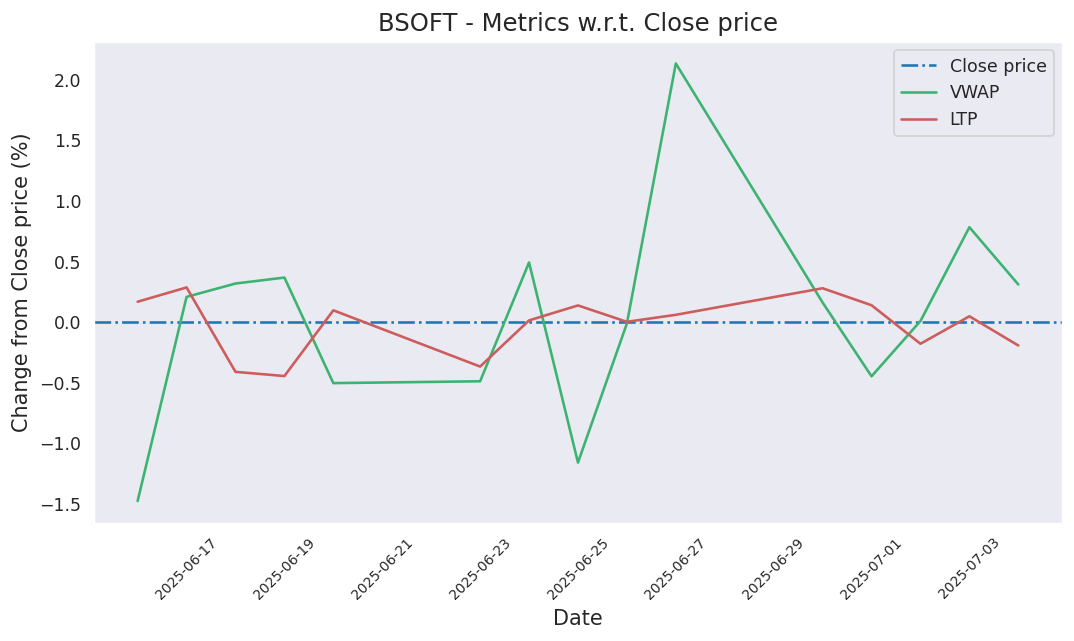 BSOFT - Metrics w.r.t. Close price
Close price
VWAP
LTP
Change from Close price (%)
2.0
1.5
1.0
0.5
0.0
−0.5
−1.0
−1.5
2025-06-17
2025-06-19
2025-06-21
2025-06-23
2025-06-25
2025-06-27
2025-06-29
2025-07-01
2025-07-03
Date